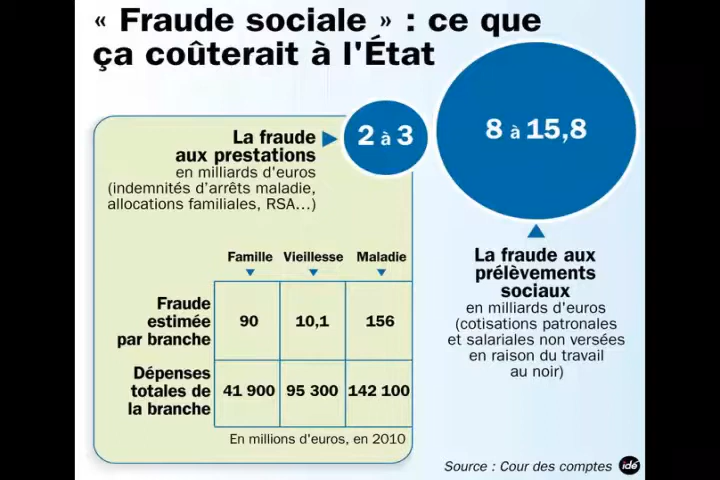 « Fraude sociale » : ce que
ça coûterait à l'État
La fraude
aux prestations
en milliards d'euros
(indemnités d'arrêts maladie,
allocations familiales, RSA...)
2 à 3
8 à 15,8
La fraude aux
prélèvements
sociaux
en milliards d'euros
(cotisations patronales
et salariales non versées
en raison du travail
au noir)
Famille Vieillesse Maladie
Fraude
estimée
par branche
90 10,1 156
Dépenses
totales de
la branche
41 900 95 300 142 100
En millions d'euros, en 2010
Source : Cour des comptes idé